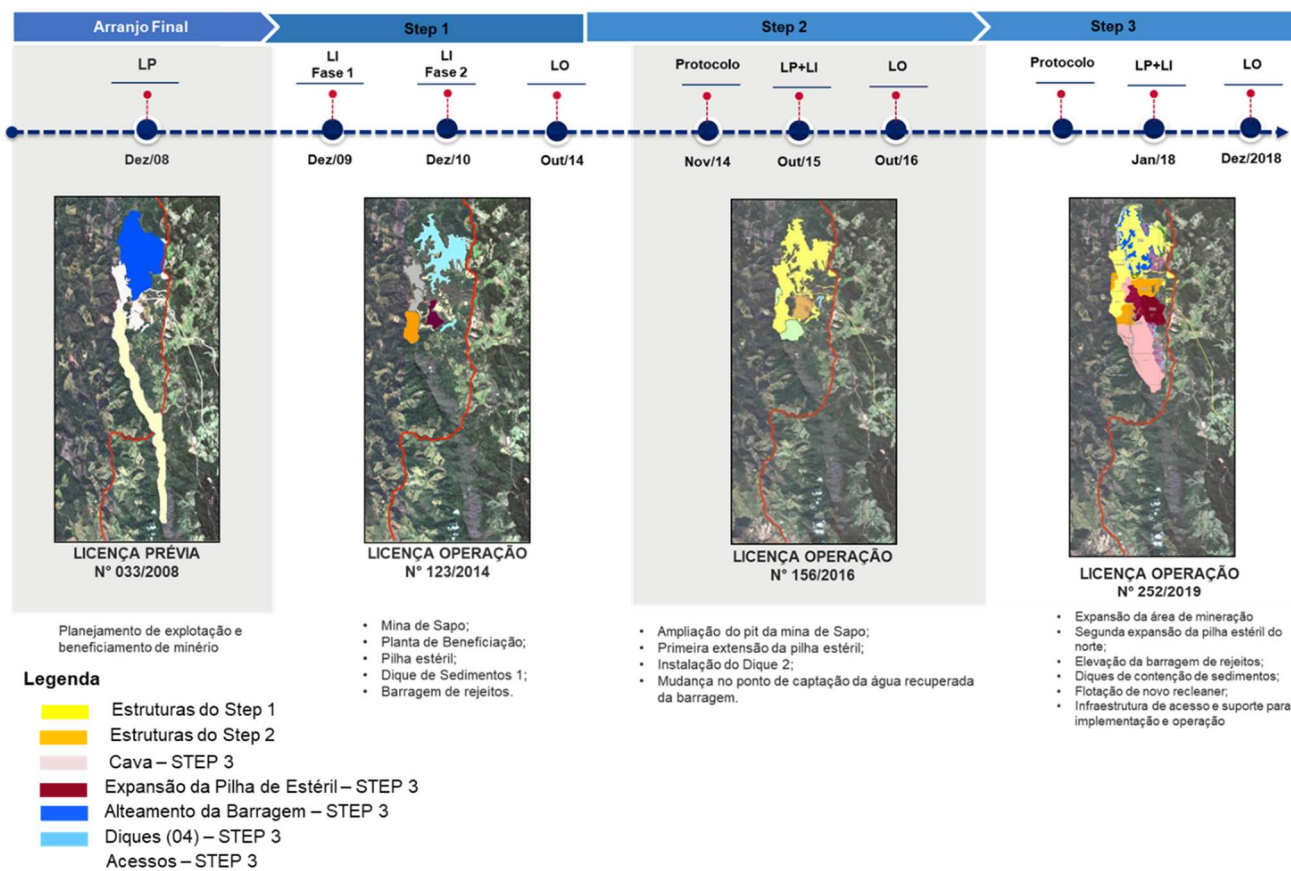 Arranjo Final
Step 1
Step 2
Step 3
LP
LI
Fase 1
LI
Fase 2
LO
Protocolo
LP+LI
LO
Protocolo
LP+LI
LO
Dez/08
Dez/09
Dez/10
Out/14
Nov/14
Out/15
Out/16
Jan/18
Dez/2018
LICENÇA PRÉVIA
N° 033/2008
Planejamento de explotação e
beneficiamento de minério
LICENÇA OPERAÇÃO
N° 123/2014
• Mina de Sapo;
• Planta de Beneficiação;
• Pilha estéril;
• Dique de Sedimentos 1;
• Barragem de rejeitos.
LICENÇA OPERAÇÃO
N° 156/2016
• Ampliação do pit da mina de Sapo;
• Primeira extensão da pilha estéril;
• Instalação do Dique 2;
• Mudança no ponto de captação da água recuperada
da barragem.
LICENÇA OPERAÇÃO
N° 252/2019
• Expansão da área de mineração
• Segunda expansão da pilha estéril do
norte;
• Elevação da barragem de rejeitos;
• Diques de contenção de sedimentos;
• Flotação de novo recleaner;
• Infraestrutura de acesso e suporte para
implementação e operação
Legenda
Estruturas do Step 1
Estruturas do Step 2
Cava – STEP 3
Expansão da Pilha de Estéril – STEP 3
Alteamento da Barragem – STEP 3
Diques (04) – STEP 3
Acessos – STEP 3